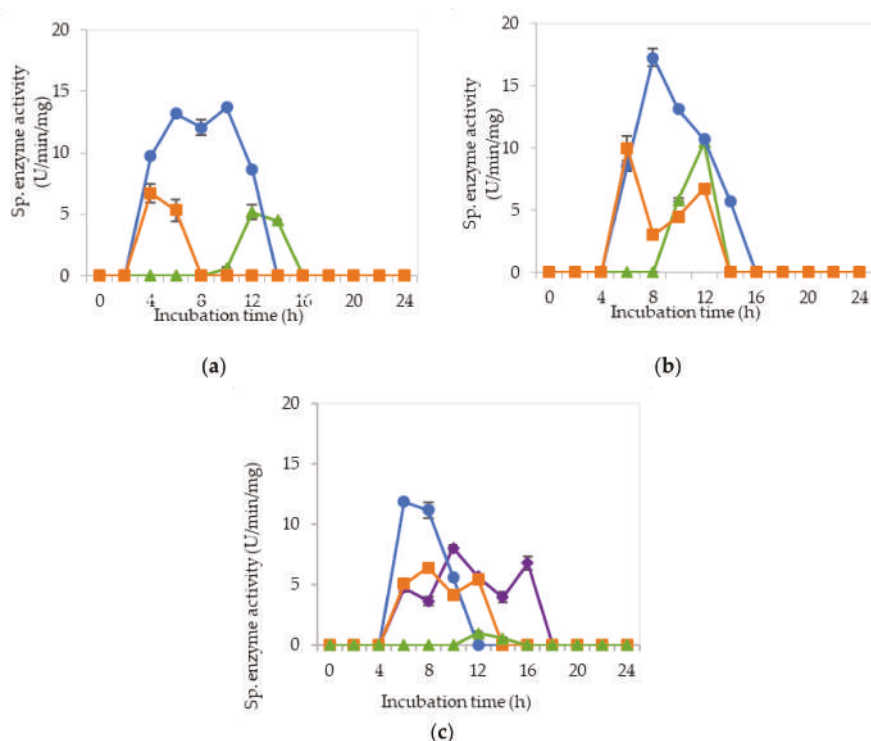 20
15
10
5
0
Sp. enzyme activity
(U/min/mg)
0 4 8 12 16 20 24
Incubation time (h)
(a)
20
15
10
5
0
Sp. enzyme activity
(U/min/mg)
0 4 8 12 16 20 24
Incubation time (h)
(b)
20
15
10
5
0
Sp. enzyme activity (U/min/mg)
0 4 8 12 16 20 24
Incubation time (h)
(c)